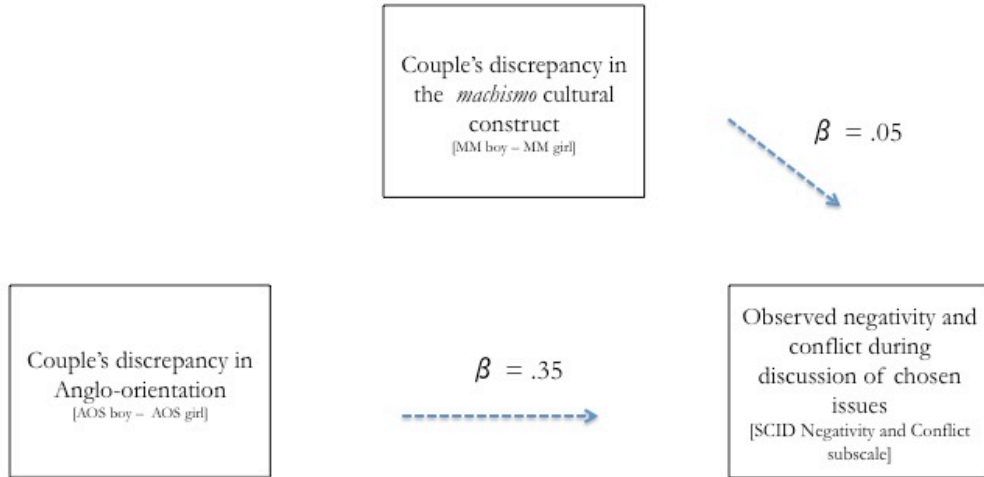 Couple's discrepancy in
the machismo cultural
construct
[MM boy – MM girl]
β = .05
Couple's discrepancy in
Anglo-orientation
[AOS boy – AOS girl]
β = .35
Observed negativity and
conflict during
discussion of chosen
issues
[SCID Negativity and Conflict
subscale]